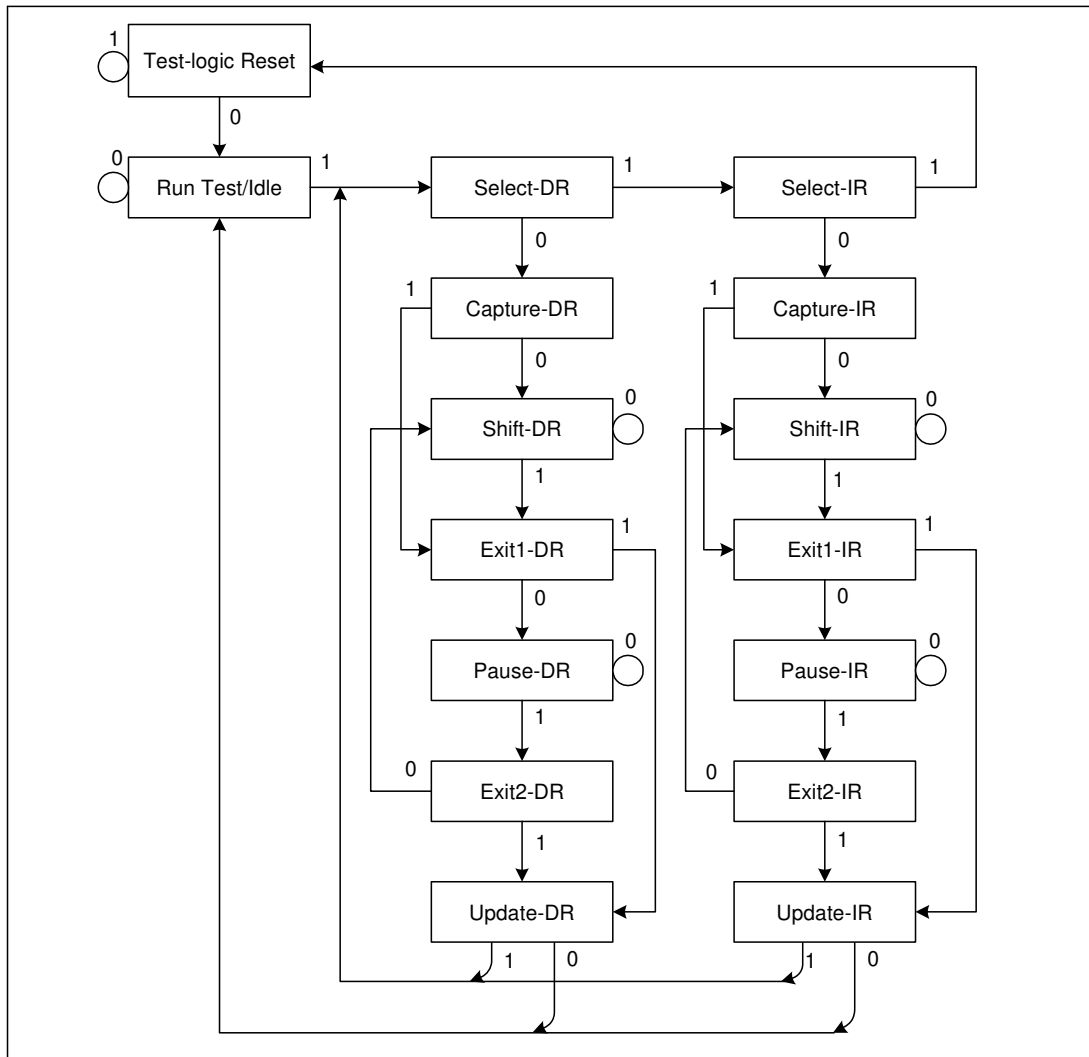 1
Test-logic Reset
0
0
Run Test/Idle
1
Select-DR
1
Select-IR
1
0
0
1
Capture-DR
1
Capture-IR
0
0
Shift-DR
0
Shift-IR
0
1
1
Exit1-DR
1
Exit1-IR
1
0
0
Pause-DR
0
Pause-IR
0
1
1
0
Exit2-DR
0
Exit2-IR
1
1
Update-DR
Update-IR
1
0
1
0